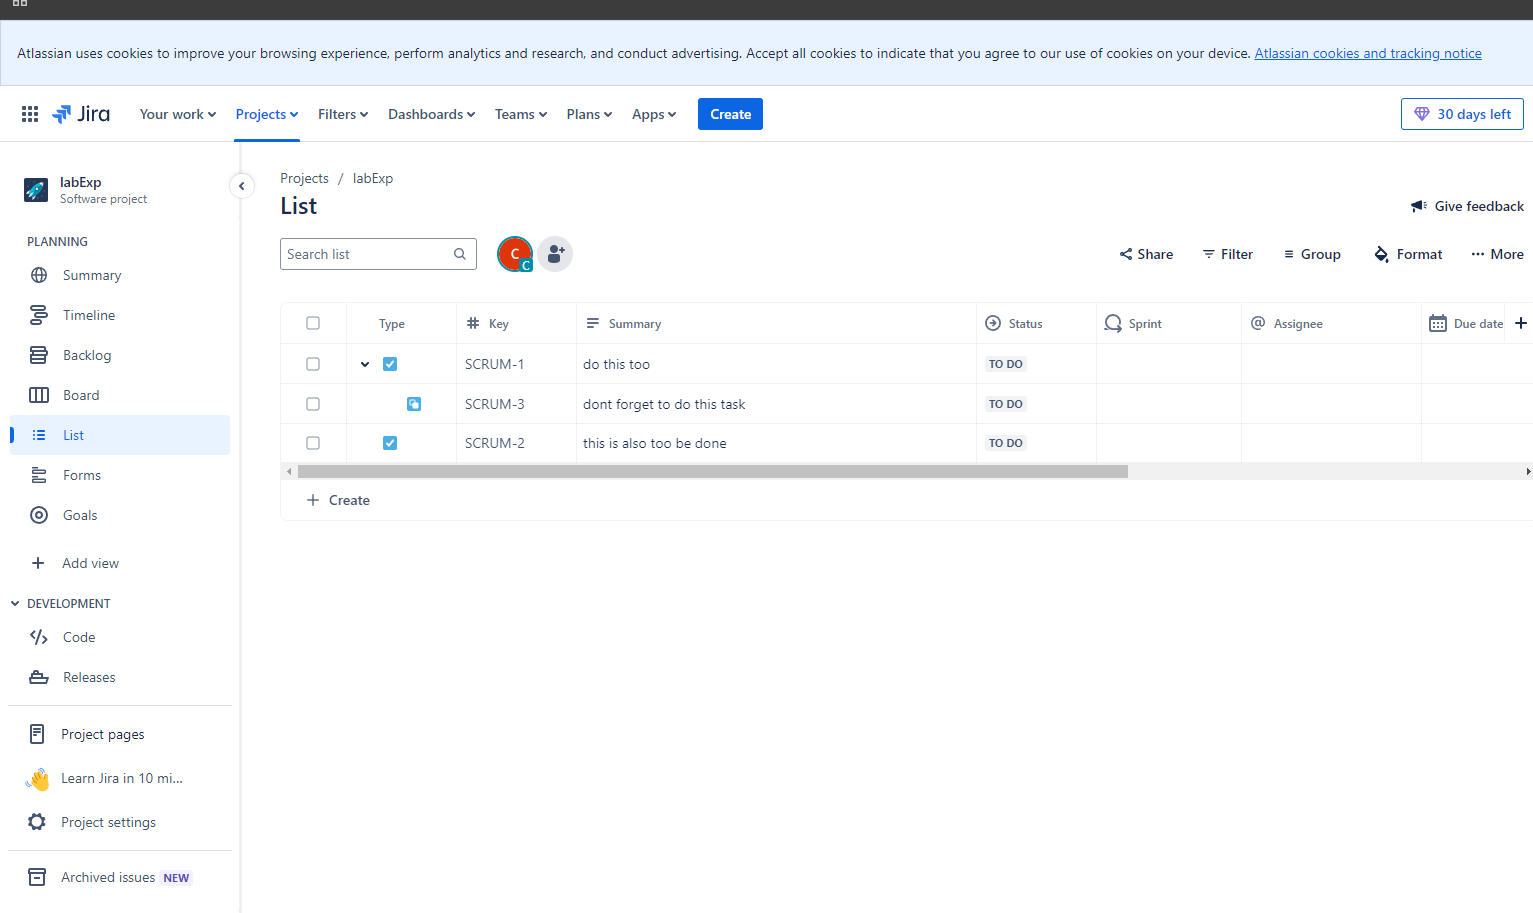 Atlassian uses cookies to improve your browsing experience, perform analytics and research, and conduct advertising. Accept all cookies to indicate that you agree to our use of cookies on your device. Atlassian cookies and tracking notice
Jira Your work Projects Filters Dashboards Teams Plans Apps Create 30 days left
labExp
Software project
PLANNING
Summary
Timeline
Backlog
Board
List
Forms
Goals
Add view
DEVELOPMENT
Code
Releases
Project pages
Learn Jira in 10 mi...
Project settings
Archived issues NEW
Projects / labExp
List
Give feedback
Search list C C Share Filter Group Format More
Type Key Summary Status Sprint Assignee Due date
SCRUM-1 do this too TO DO
SCRUM-3 dont forget to do this task TO DO
SCRUM-2 this is also too be done TO DO
Create